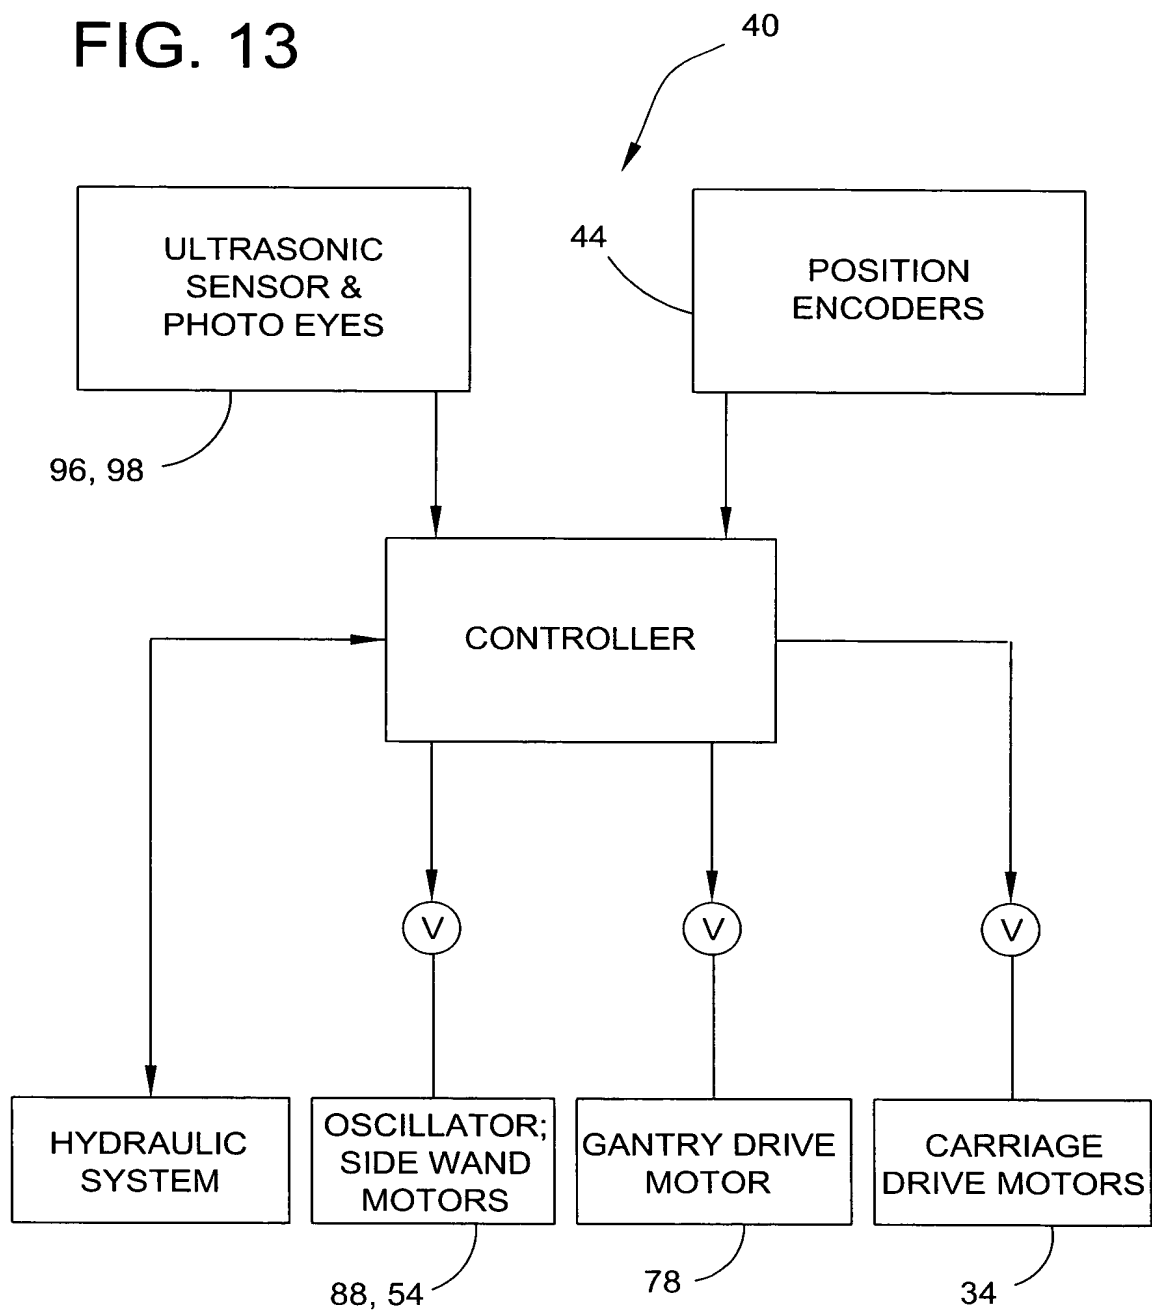 FIG. 13
40
ULTRASONIC
SENSOR &
PHOTO EYES
44
POSITION
ENCODERS
96, 98
CONTROLLER
V
V
V
HYDRAULIC
SYSTEM
OSCILLATOR;
SIDE WAND
MOTORS
GANTRY DRIVE
MOTOR
CARRIAGE
DRIVE MOTORS
88, 54
78
34